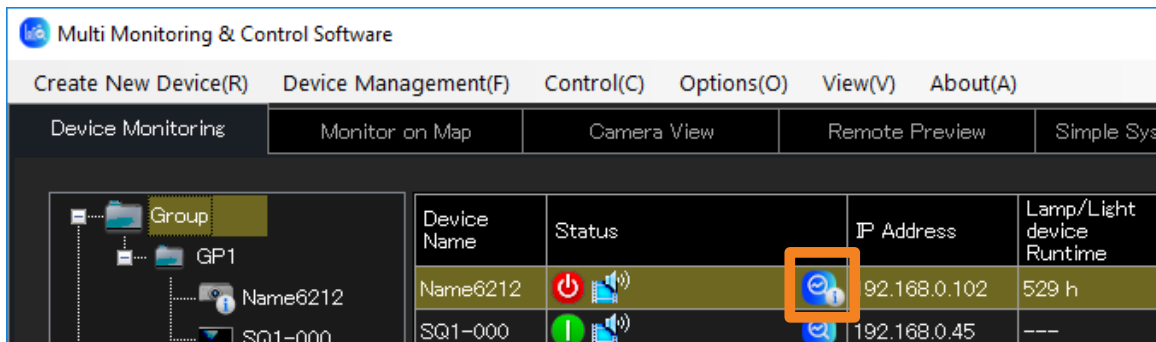 Multi Monitoring & Control Software
Create New Device(R) Device Management(F) Control(C) Options(O) View(V) About(A)
Device Monitoring Monitor on Map Camera View Remote Preview Simple Sys
Group
GP1
Name6212
SQ1-000
Device Name Status IP Address Lamp/Light device Runtime
Name6212 192.168.0.102 529 h
SQ1-000 192.168.0.45 ---